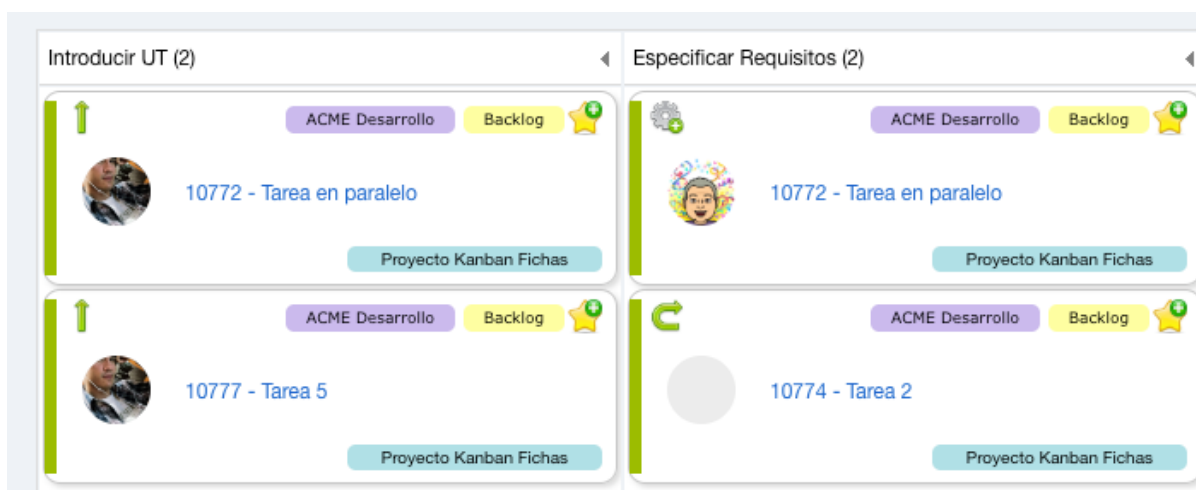 Introducir UT (2)
ACME Desarrollo Backlog
10772 - Tarea en paralelo
Proyecto Kanban Fichas
ACME Desarrollo Backlog
10777 - Tarea 5
Proyecto Kanban Fichas
Especificar Requisitos (2)
ACME Desarrollo Backlog
10772 - Tarea en paralelo
Proyecto Kanban Fichas
ACME Desarrollo Backlog
10774 - Tarea 2
Proyecto Kanban Fichas